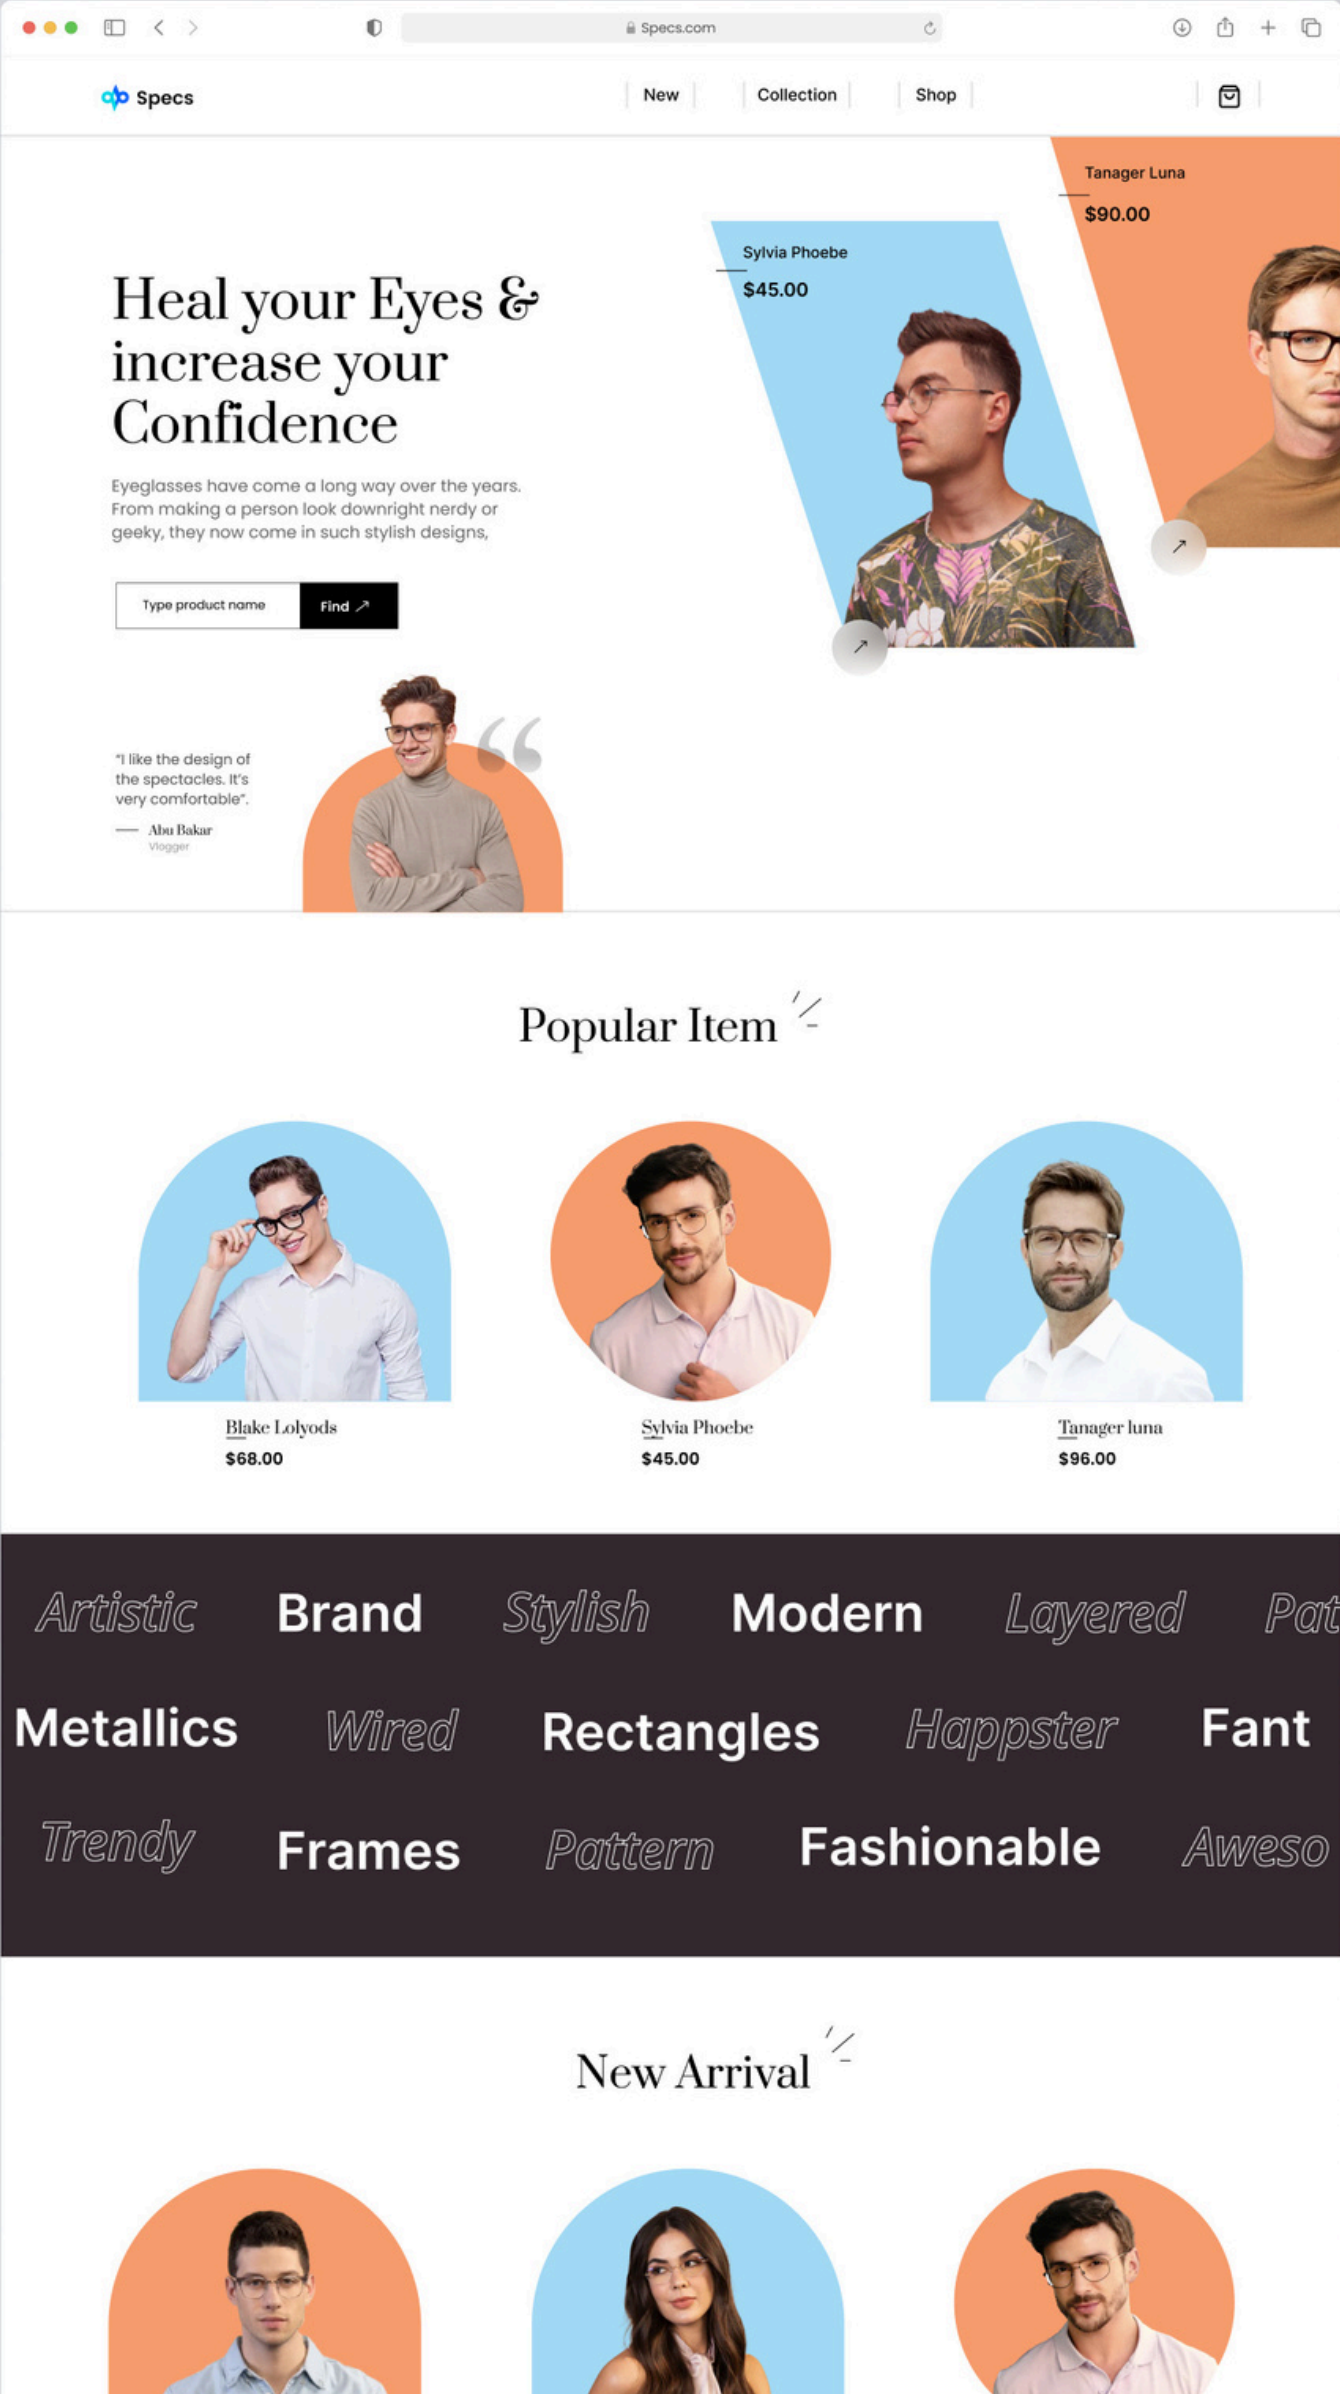 Specs.com
Specs
New
Collection
Shop
Tanager Luna
$90.00
Sylvia Phoebe
$45.00
Heal your Eyes &
increase your
Confidence
Eyeglasses have come a long way over the years.
From making a person look downright nerdy or
geeky, they now come in such stylish designs,
Type product name
Find
“I like the design of
the spectacles. It’s
very comfortable”.
Abu Bakar
Vlogger
“
Popular Item
Blake Lolyods
$68.00
Sylvia Phoebe
$45.00
Tanager luna
$96.00
Artistic Brand Stylish Modern Layered Pat
Metallics Wired Rectangles Happster Fant
Trendy Frames Pattern Fashionable Aweso
New Arrival